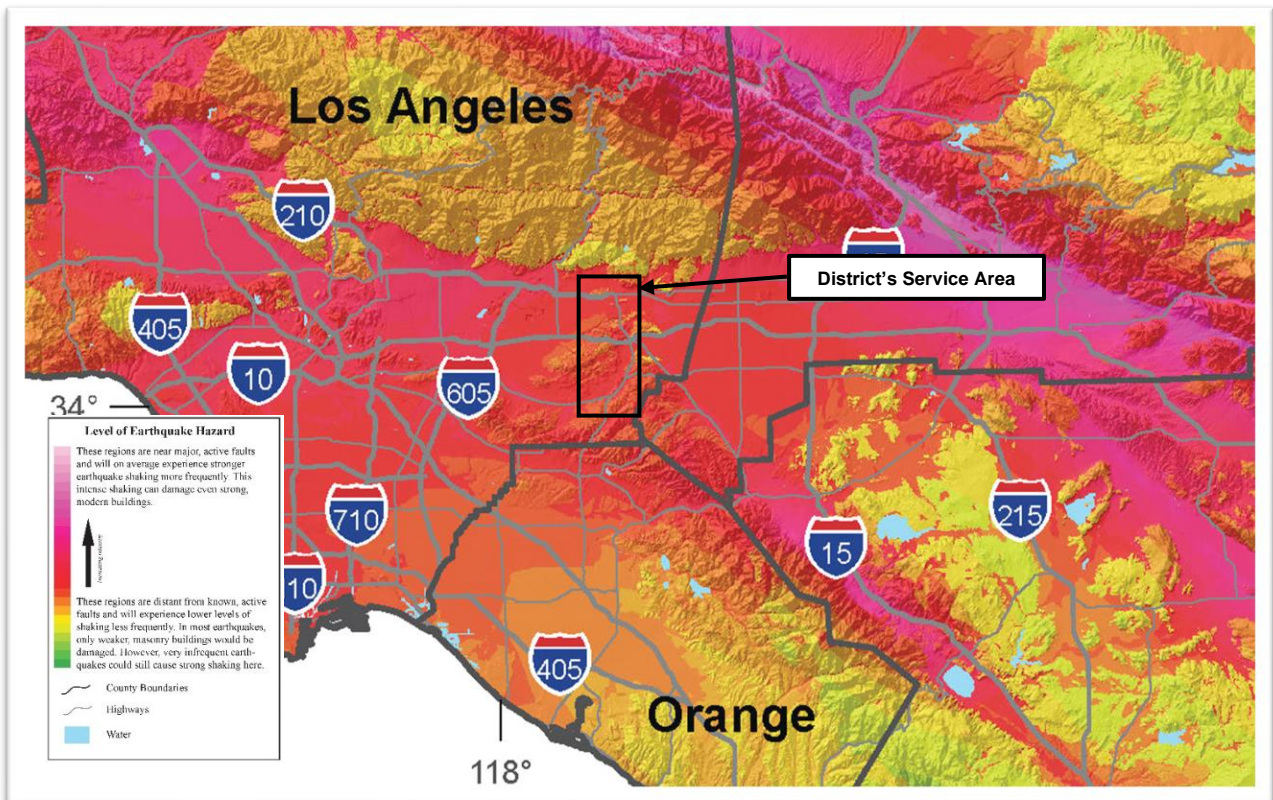 Los Angeles
210
District's Service Area
405
10
605
34°
Level of Earthquake Hazard
These regions are near major, active faults
and will on average experience stronger
earthquake shaking more frequently. This
intense shaking can damage even strong,
modern buildings.
These regions are distant from known, active
faults and will experience lower levels of
shaking less frequently. In most earthquakes,
only weaker, masonry buildings would be
damaged. However, very infrequent earth-
quakes could still cause strong shaking here.
County Boundaries
Highways
Water
710
215
15
10
405
Orange
118°